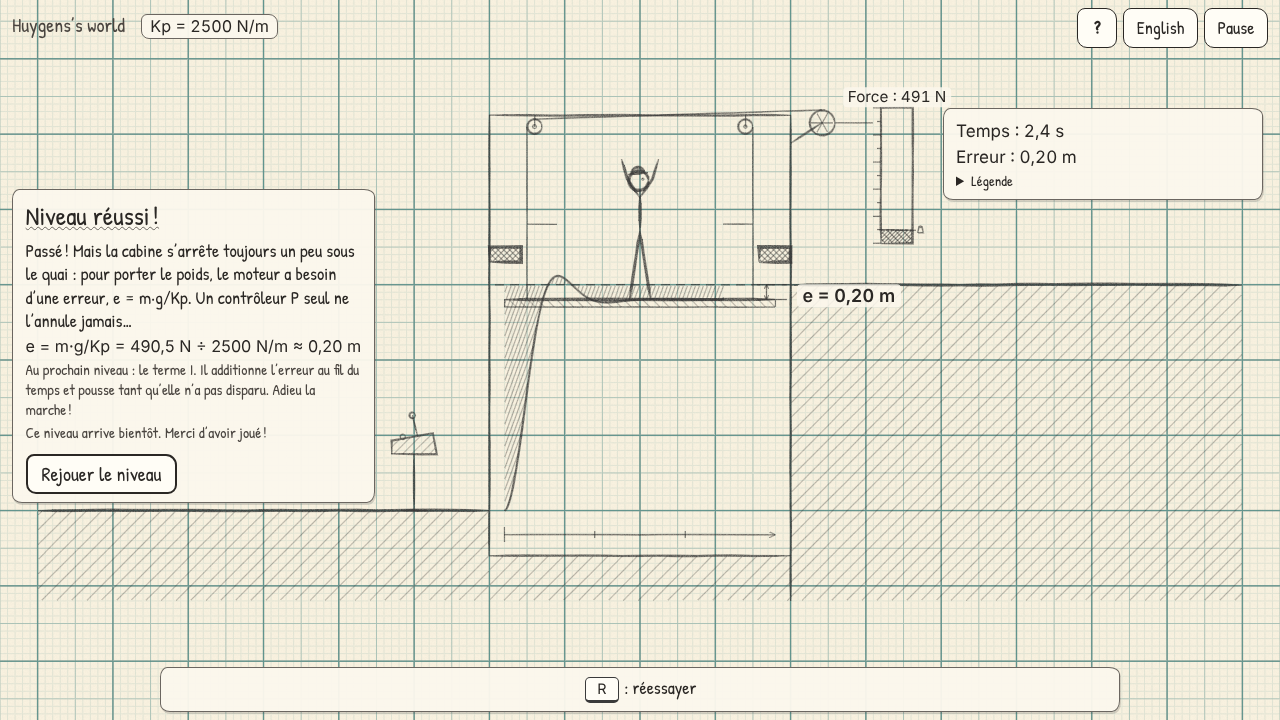 Huygens's world
Kp = 2500 N/m
?
English
Pause
Force : 491 N
Temps : 2,4 s
Erreur : 0,20 m
▶ Légende
Niveau réussi !
Passé ! Mais la cabine s'arrête toujours un peu sous
le quai : pour porter le poids, le moteur a besoin
d'une erreur, e = m·g/Kp. Un contrôleur P seul ne
l'annule jamais…
e = m·g/Kp = 490,5 N ÷ 2500 N/m ≈ 0,20 m
Au prochain niveau : le terme I. Il additionne l'erreur au fil du
temps et pousse tant qu'elle n'a pas disparu. Adieu la
marche !
Ce niveau arrive bientôt. Merci d'avoir joué !
Rejouer le niveau
e = 0,20 m
R : réessayer